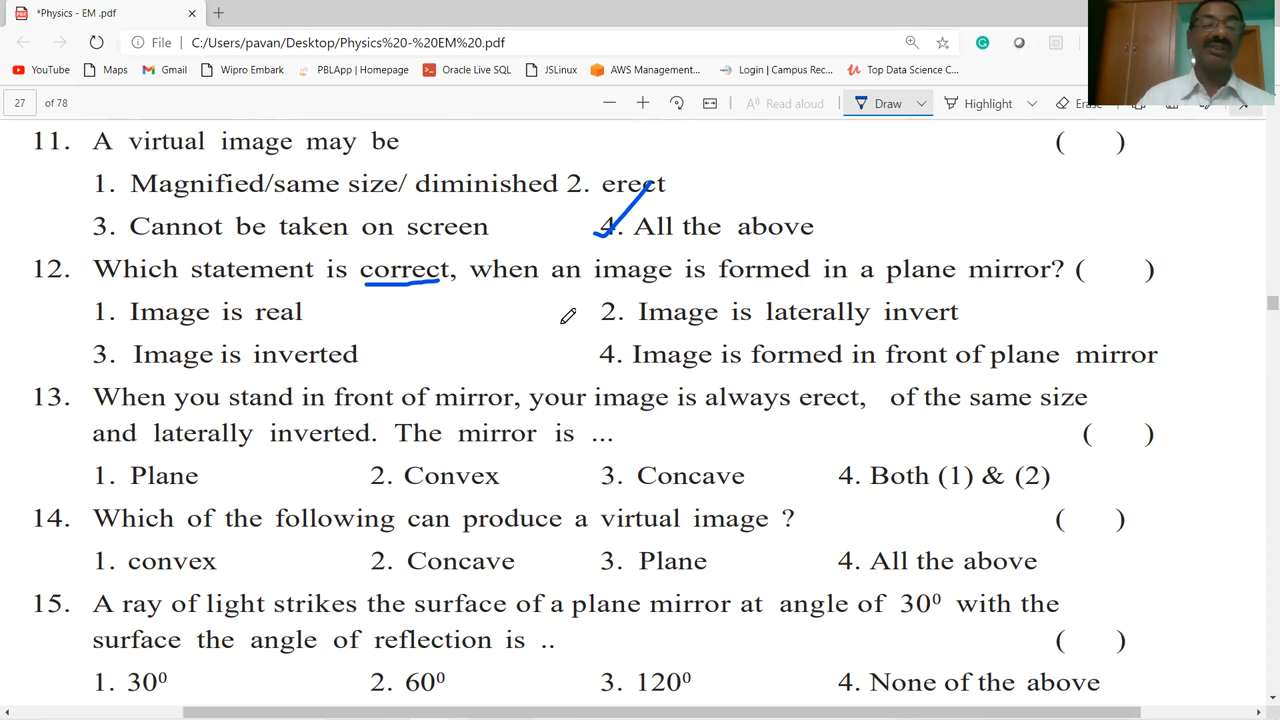 *Physics - EM .pdf
File C:/Users/pavan/Desktop/Physics%20-%20EM%20.pdf
YouTube Maps Gmail Wipro Embark PBLApp | Homepage Oracle Live SQL JSLinux AWS Management... Login | Campus Rec... Top Data Science C...
27 of 78 Read aloud Draw Highlight Erase
11. A virtual image may be ( )
1. Magnified/same size/ diminished 2. erect
3. Cannot be taken on screen 4. All the above
12. Which statement is correct, when an image is formed in a plane mirror? ( )
1. Image is real 2. Image is laterally invert
3. Image is inverted 4. Image is formed in front of plane mirror
13. When you stand in front of mirror, your image is always erect, of the same size
and laterally inverted. The mirror is ... ( )
1. Plane 2. Convex 3. Concave 4. Both (1) & (2)
14. Which of the following can produce a virtual image ? ( )
1. convex 2. Concave 3. Plane 4. All the above
15. A ray of light strikes the surface of a plane mirror at angle of 30⁰ with the
surface the angle of reflection is .. ( )
1. 30⁰ 2. 60⁰ 3. 120⁰ 4. None of the above